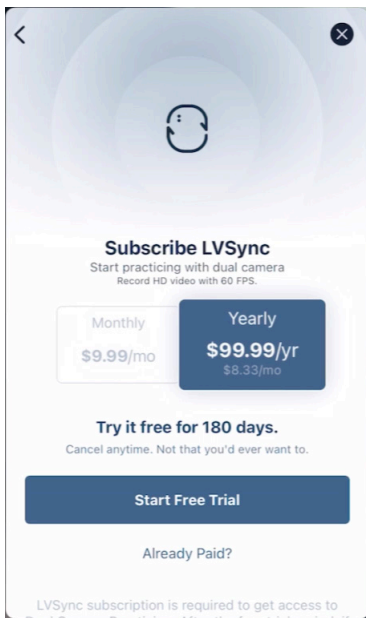 Subscribe LVSync
Start practicing with dual camera
Record HD video with 60 FPS.
Monthly
$9.99/mo
Yearly
$99.99/yr
$8.33/mo
Try it free for 180 days.
Cancel anytime. Not that you'd ever want to.
Start Free Trial
Already Paid?
LVSync subscription is required to get access to